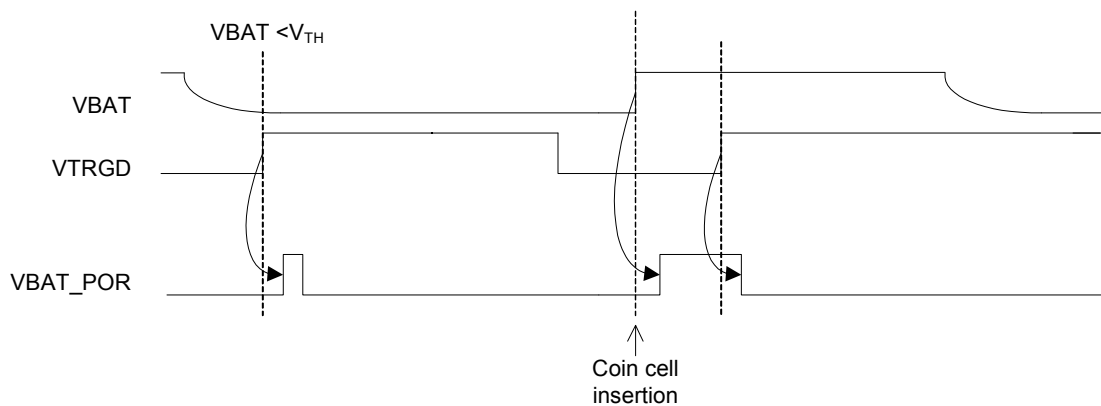 VBAT <VTH
VBAT
VTRGD
VBAT_POR
Coin cell
insertion